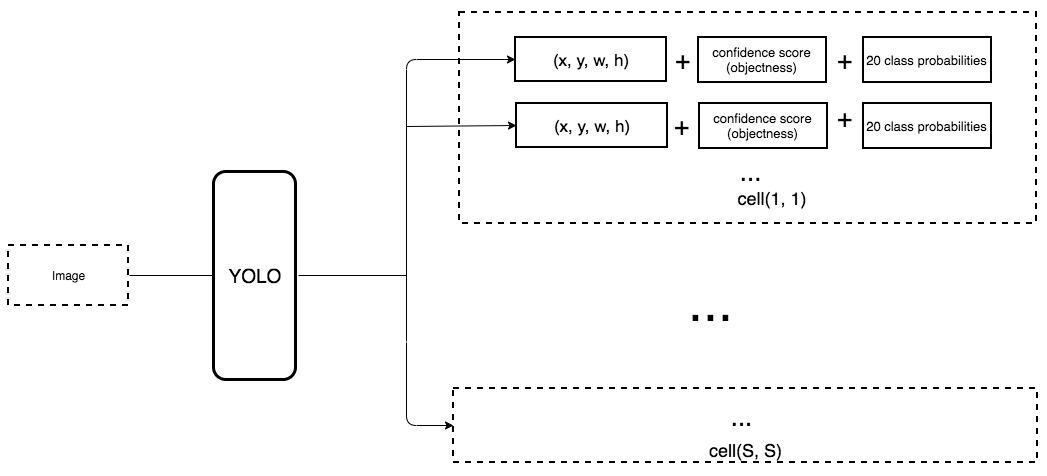 (x, y, w, h) + confidence score (objectness) + 20 class probabilities
(x, y, w, h) + confidence score (objectness) + 20 class probabilities
...
cell(1, 1)
Image
YOLO
...
...
cell(S, S)